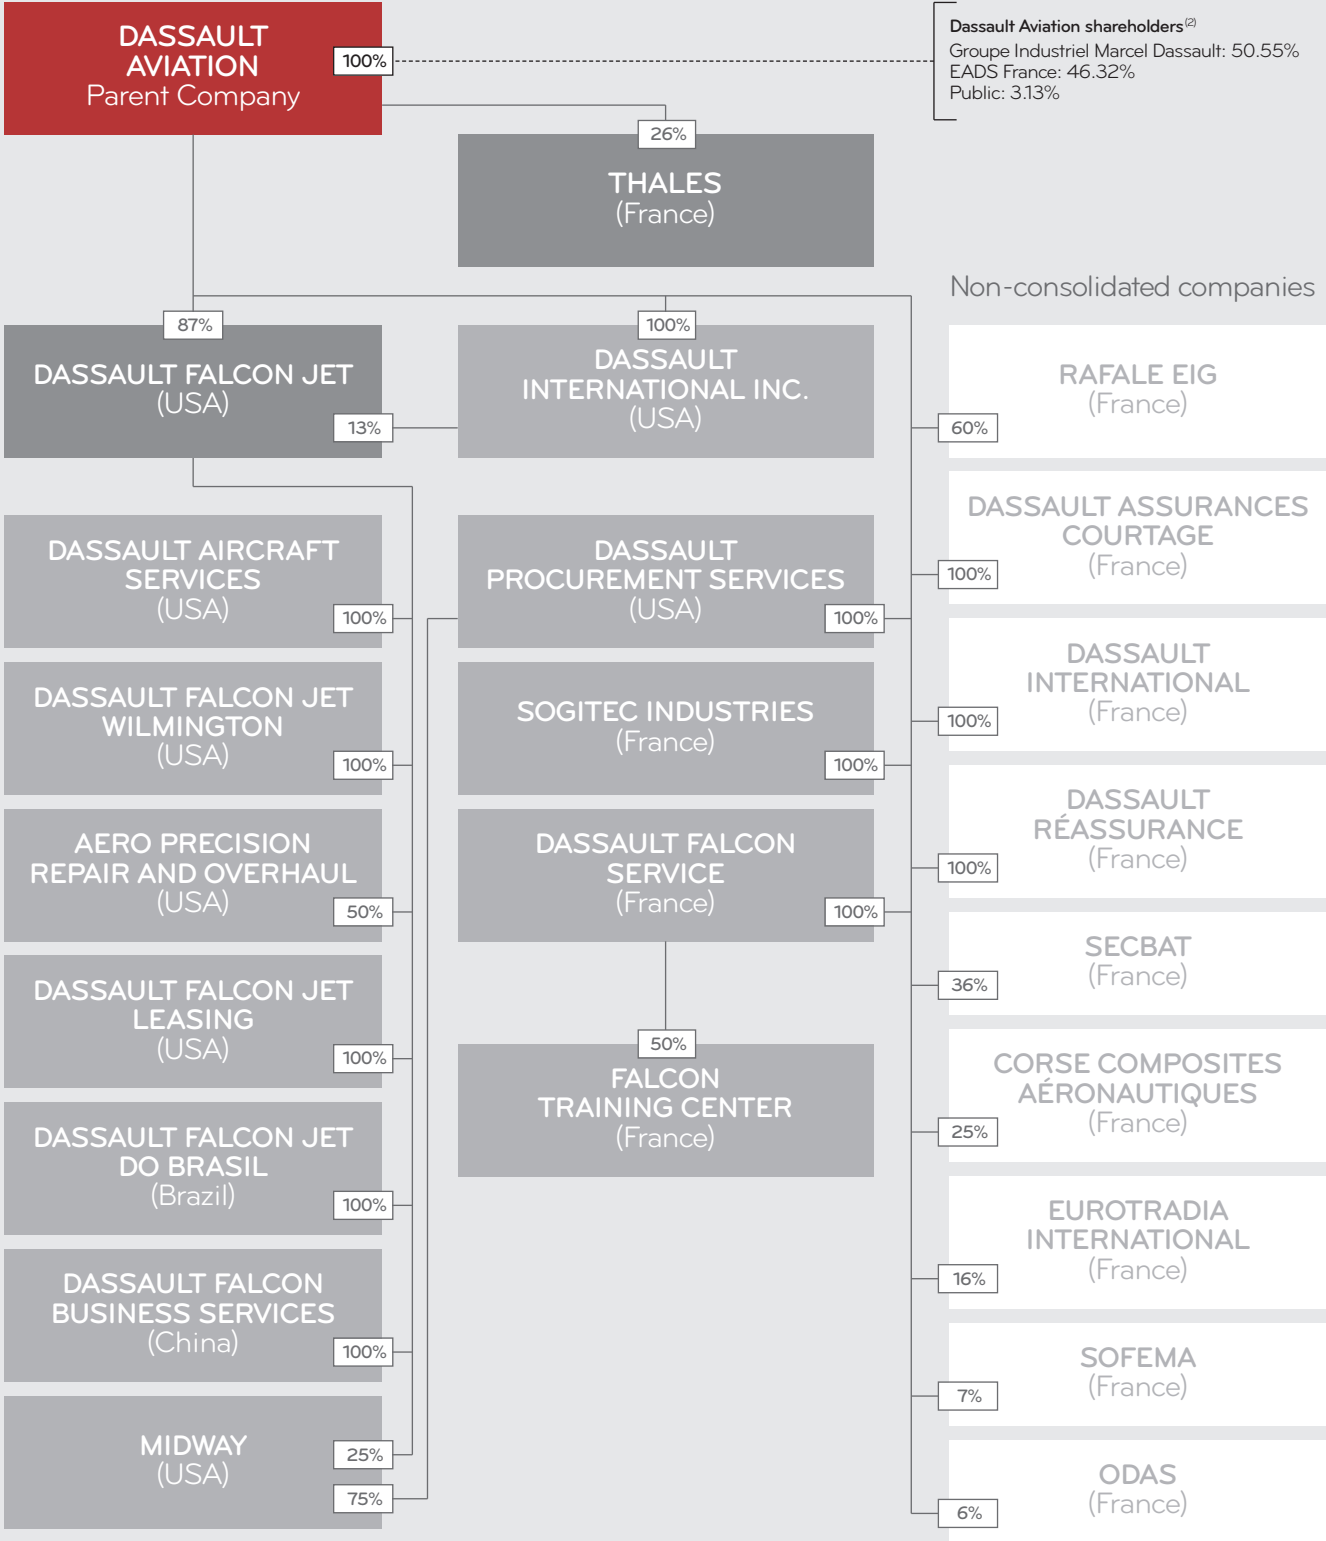 DASSAULT
AVIATION
Parent Company
100%
Dassault Aviation shareholders(2)
Groupe Industriel Marcel Dassault: 50.55%
EADS France: 46.32%
Public: 3.13%
26%
THALES
(France)
Non-consolidated companies
87%
DASSAULT FALCON JET
(USA)
13%
100%
DASSAULT
INTERNATIONAL INC.
(USA)
RAFALE EIG
(France)
60%
DASSAULT ASSURANCES
COURTAGE
(France)
100%
DASSAULT AIRCRAFT
SERVICES
(USA)
100%
DASSAULT
PROCUREMENT SERVICES
(USA)
100%
DASSAULT
INTERNATIONAL
(France)
100%
DASSAULT FALCON JET
WILMINGTON
(USA)
100%
SOGITEC INDUSTRIES
(France)
100%
DASSAULT
RÉASSURANCE
(France)
100%
AERO PRECISION
REPAIR AND OVERHAUL
(USA)
50%
DASSAULT FALCON
SERVICE
(France)
100%
SECBAT
(France)
36%
DASSAULT FALCON JET
LEASING
(USA)
100%
50%
FALCON
TRAINING CENTER
(France)
CORSE COMPOSITES
AÉRONAUTIQUES
(France)
25%
DASSAULT FALCON JET
DO BRASIL
(Brazil)
100%
EUROTRADIA
INTERNATIONAL
(France)
16%
DASSAULT FALCON
BUSINESS SERVICES
(China)
100%
SOFEMA
(France)
7%
MIDWAY
(USA)
25%
75%
ODAS
(France)
6%